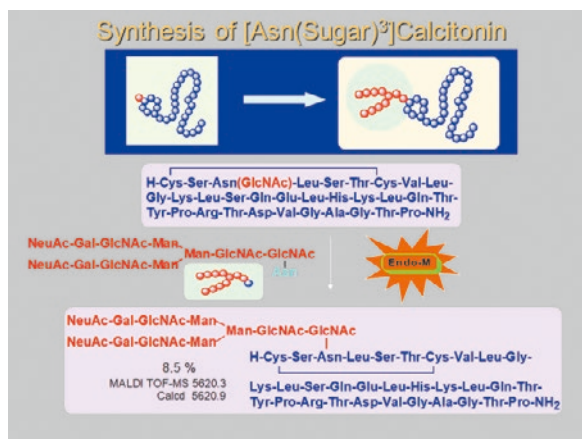 Synthesis of [Asn(Sugar)³]Calcitonin
H-Cys-Ser-Asn(GlcNAc)-Leu-Ser-Thr-Cys-Val-Leu-
Gly-Lys-Leu-Ser-Gln-Glu-Leu-His-Lys-Leu-Gln-Thr-
Tyr-Pro-Arg-Thr-Asp-Val-Gly-Ala-Gly-Thr-Pro-NH₂
NeuAc-Gal-GlcNAc-Man
Man-GlcNAc-GlcNAc
NeuAc-Gal-GlcNAc-Man
Endo-M
NeuAc-Gal-GlcNAc-Man
Man-GlcNAc-GlcNAc
NeuAc-Gal-GlcNAc-Man
H-Cys-Ser-Asn-Leu-Ser-Thr-Cys-Val-Leu-Gly-
8.5 %
MALDI TOF-MS 5620.3
Calcd 5620.9
Lys-Leu-Ser-Gln-Glu-Leu-His-Lys-Leu-Gln-Thr-
Tyr-Pro-Arg-Thr-Asp-Val-Gly-Ala-Gly-Thr-Pro-NH₂